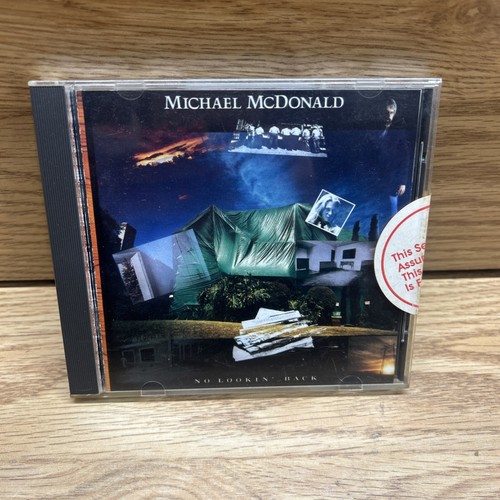 MICHAEL MCDONALD
This Se
Assu
This
Is
NO LOOKIN' BACK